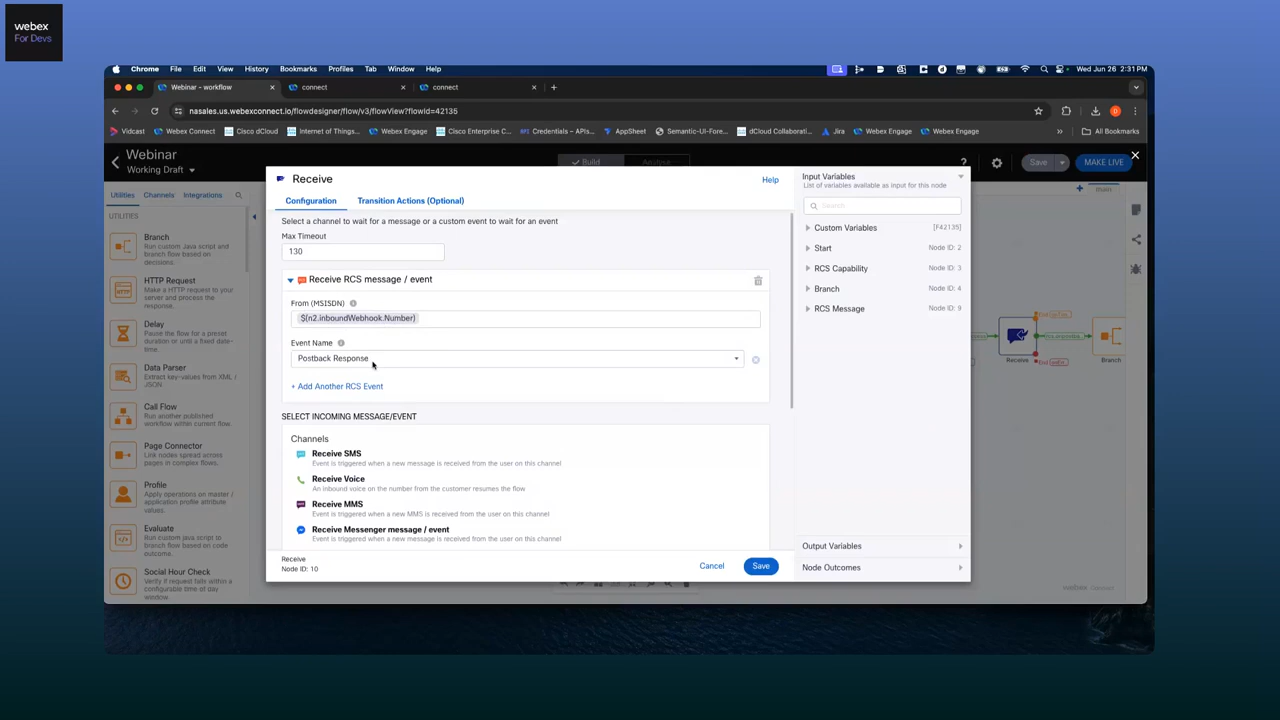 webex
For Devs
Chrome File Edit View History Bookmarks Profiles Tab Window Help
Wed Jun 26 2:31 PM
Webinar - workflow
connect
connect
nasales.us.webexconnect.io/flowdesigner/flow/v3/flowView?flowId=42135
Vidcast Webex Connect Cisco dCloud Internet of Things... Webex Engage Cisco Enterprise C... Credentials – APIs... AppSheet Semantic-UI-Fore... dCloud Collaborati... Jira Webex Engage Webex Engage All Bookmarks
Webinar
Working Draft
Build
Analyse
Save
MAKE LIVE
Utilities Channels Integrations
main
UTILITIES
Branch
Run custom Java script and
branch flow based on
decisions.
HTTP Request
Make a HTTP request to your
server and process the
response.
Delay
Pause the flow for a preset
duration or until a fixed date-
time.
Data Parser
Extract key-values from XML /
JSON
Call Flow
Run another published
workflow within current flow.
Page Connector
Link nodes spread across
pages in complex flows.
Profile
Apply operations on master /
application profile attribute
values.
Evaluate
Run custom java script to
branch flow based on code
outcome.
Social Hour Check
Verify if request falls within a
configurable time of day
window.
Receive
Help
Configuration
Transition Actions (Optional)
Select a channel to wait for a message or a custom event to wait for an event
Max Timeout
130
Receive RCS message / event
From (MSISDN)
$(n2.inboundWebhook.Number)
Event Name
Postback Response
+ Add Another RCS Event
SELECT INCOMING MESSAGE/EVENT
Channels
Receive SMS
Event is triggered when a new message is received from the user on this channel
Receive Voice
An inbound voice on the number from the customer resumes the flow
Receive MMS
Event is triggered when a new MMS is received from the user on this channel
Receive Messenger message / event
Event is triggered when a new message is received from the user on this channel
Receive
Node ID: 10
Cancel
Save
Input Variables
List of variables available as input for this node
Search
Custom Variables [F42135]
Start Node ID: 2
RCS Capability Node ID: 3
Branch Node ID: 4
RCS Message Node ID: 9
Output Variables
Node Outcomes
Receive
Branch
webex